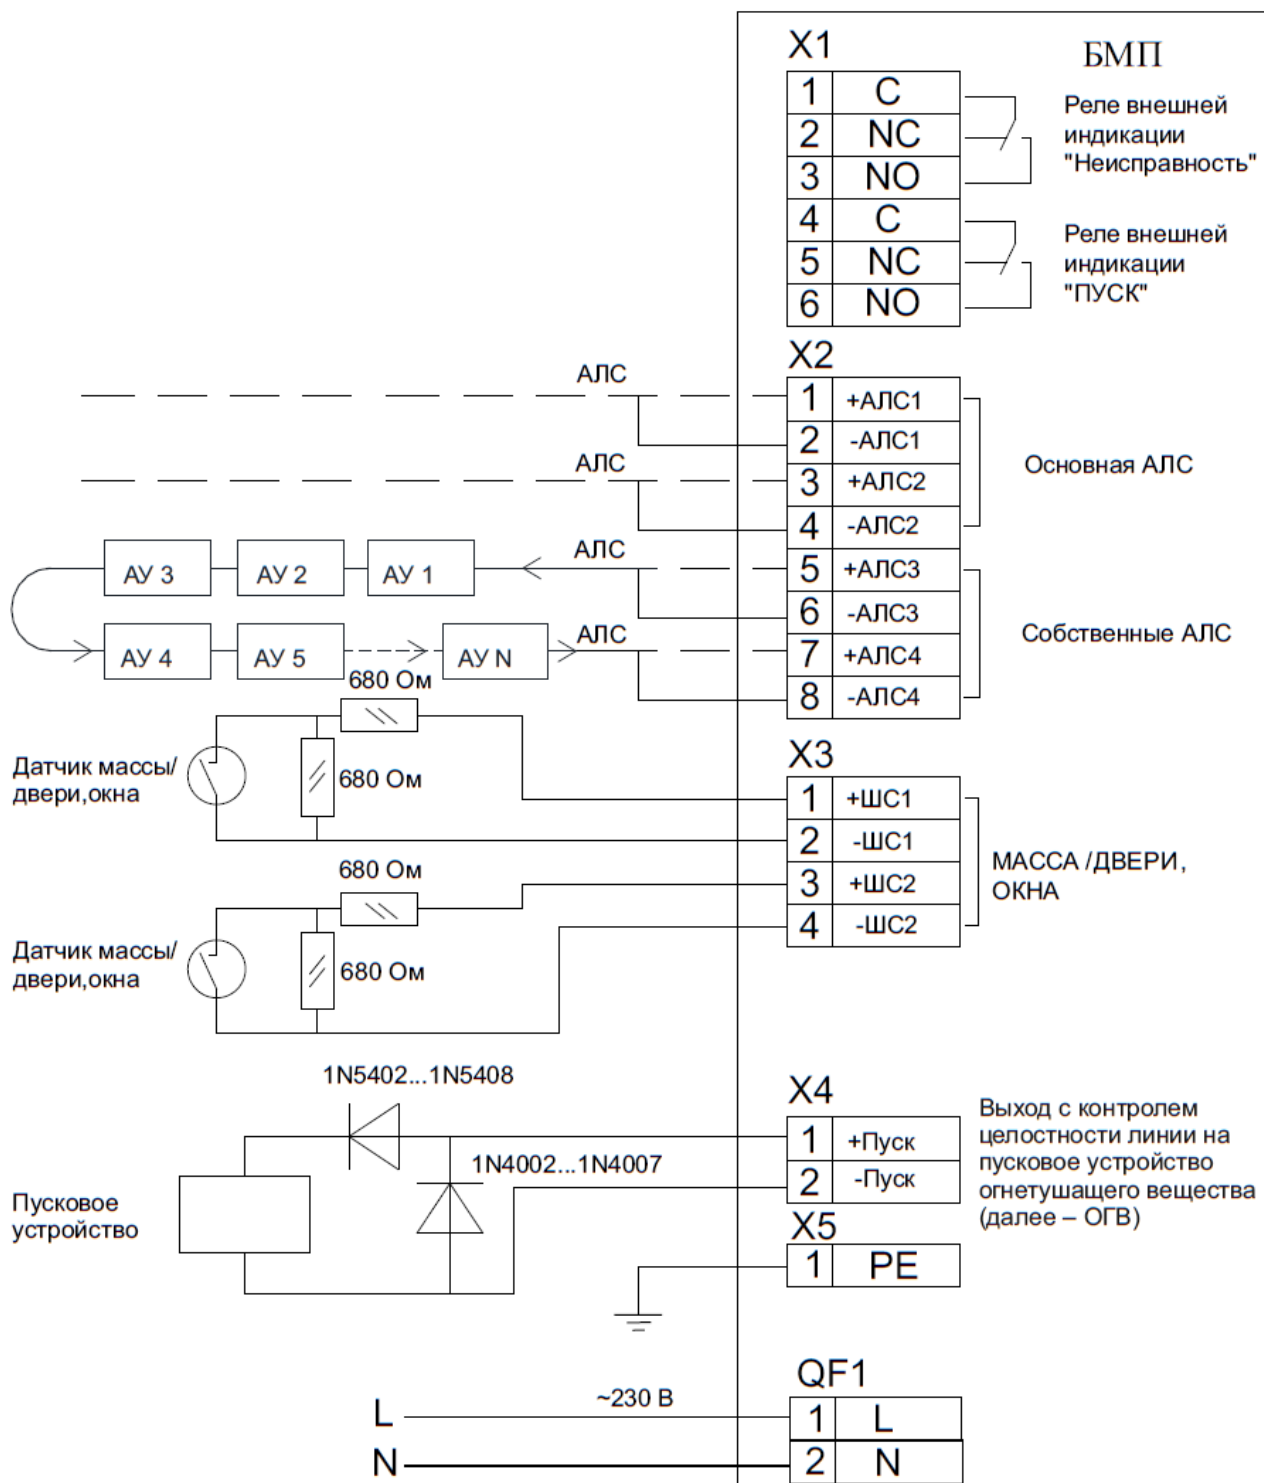 X1
БМП
1 C
2 NC
3 NO
4 C
5 NC
6 NO
Реле внешней
индикации
"Неисправность"
Реле внешней
индикации
"ПУСК"
X2
АЛС
1 +АЛС1
2 -АЛС1
АЛС
3 +АЛС2
4 -АЛС2
Основная АЛС
АЛС
5 +АЛС3
6 -АЛС3
АЛС
7 +АЛС4
8 -АЛС4
Собственные АЛС
АУ 3 АУ 2 АУ 1
АУ 4 АУ 5 АУ N
680 Ом
Датчик массы/
двери,окна
680 Ом
X3
1 +ШС1
2 -ШС1
3 +ШС2
4 -ШС2
МАССА /ДВЕРИ,
ОКНА
680 Ом
Датчик массы/
двери,окна
680 Ом
1N5402...1N5408
1N4002...1N4007
Пусковое
устройство
X4
1 +Пуск
2 -Пуск
Выход с контролем
целостности линии на
пусковое устройство
огнетушащего вещества
(далее – ОГВ)
X5
1 PE
QF1
~230 В
L
1 L
N
2 N